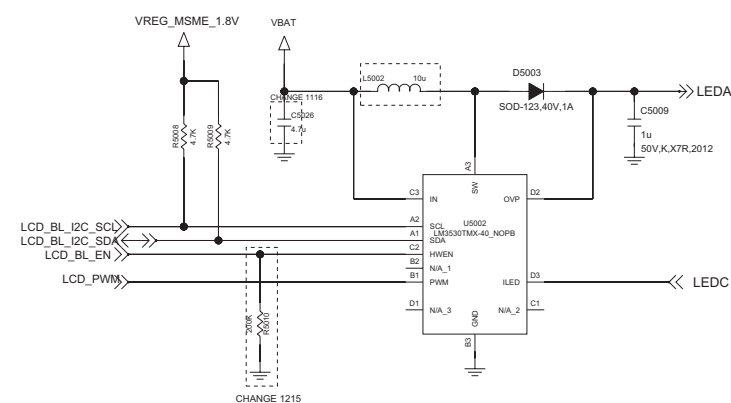 VREG_MSME_1.8V
VBAT
L5002
10u
D5003
SOD-123,40V,1A
LEDA
CHANGE 1116
C5026
4.7u
C5009
1u
50V,K,X7R,2012
R5008
4.7K
R5009
4.7K
A3
SW
C3
IN
OVP
D2
LCD_BL_I2C_SCL
A2
SCL
U5002
LM3530TMX-40_NOPB
LCD_BL_I2C_SDA
A1
SDA
LCD_BL_EN
C2
HWEN
B2
N/A_1
LCD_PWM
B1
PWM
ILED
D3
LEDC
D1
N/A_3
N/A_2
C1
GND
B3
200K
R5010
CHANGE 1215